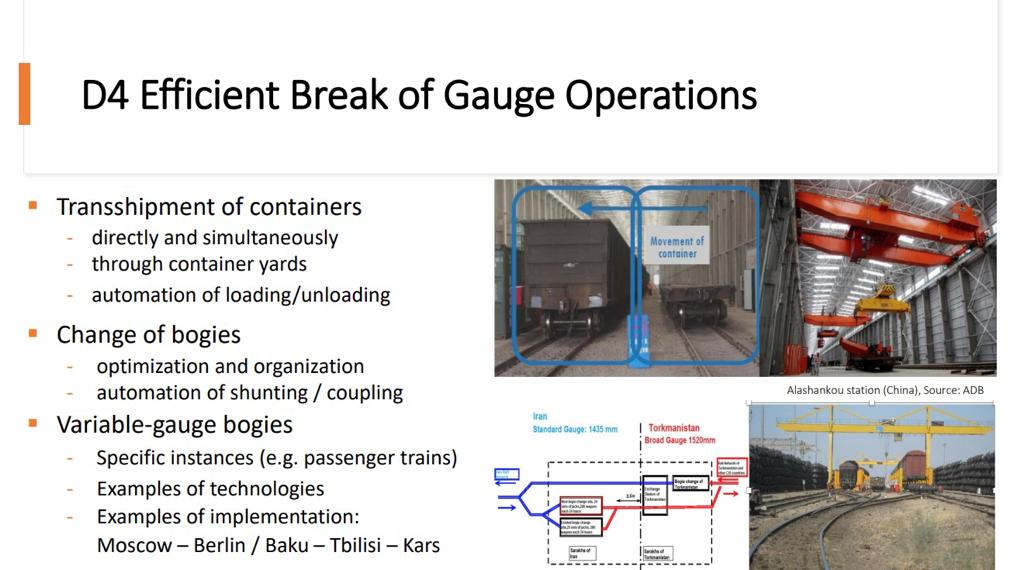 D4 Efficient Break of Gauge Operations
▪ Transshipment of containers
- directly and simultaneously
- through container yards
- automation of loading/unloading
▪ Change of bogies
- optimization and organization
- automation of shunting / coupling
▪ Variable-gauge bogies
- Specific instances (e.g. passenger trains)
- Examples of technologies
- Examples of implementation:
Moscow – Berlin / Baku – Tbilisi – Kars
Movement of
container
Alashankou station (China), Source: ADB
Iran
Standard Gauge: 1435 mm
Torkmanistan
Broad Gauge 1520mm
Bogie change of
Torkmanistan
Exchange
Station of
Torkmanistan
Sarakhs of
Iran
Sarakhs of
Torkmanistan